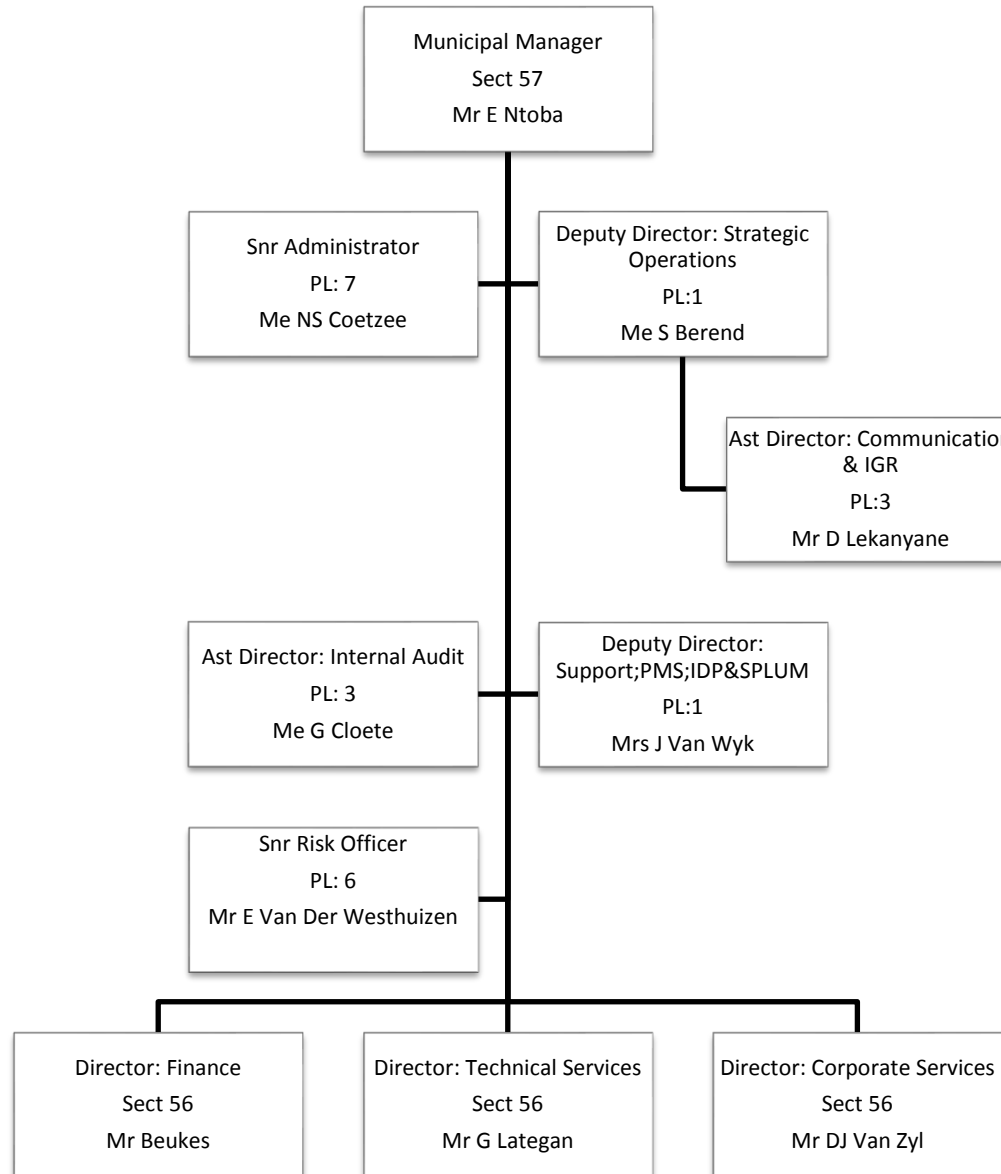 Municipal Manager
Sect 57
Mr E Ntoba
Snr Administrator
PL: 7
Me NS Coetzee
Deputy Director: Strategic
Operations
PL:1
Me S Berend
Ast Director: Communication
& IGR
PL:3
Mr D Lekanyane
Ast Director: Internal Audit
PL: 3
Me G Cloete
Deputy Director:
Support;PMS;IDP&SPLUM
PL:1
Mrs J Van Wyk
Snr Risk Officer
PL: 6
Mr E Van Der Westhuizen
Director: Finance
Sect 56
Mr Beukes
Director: Technical Services
Sect 56
Mr G Lategan
Director: Corporate Services
Sect 56
Mr DJ Van Zyl